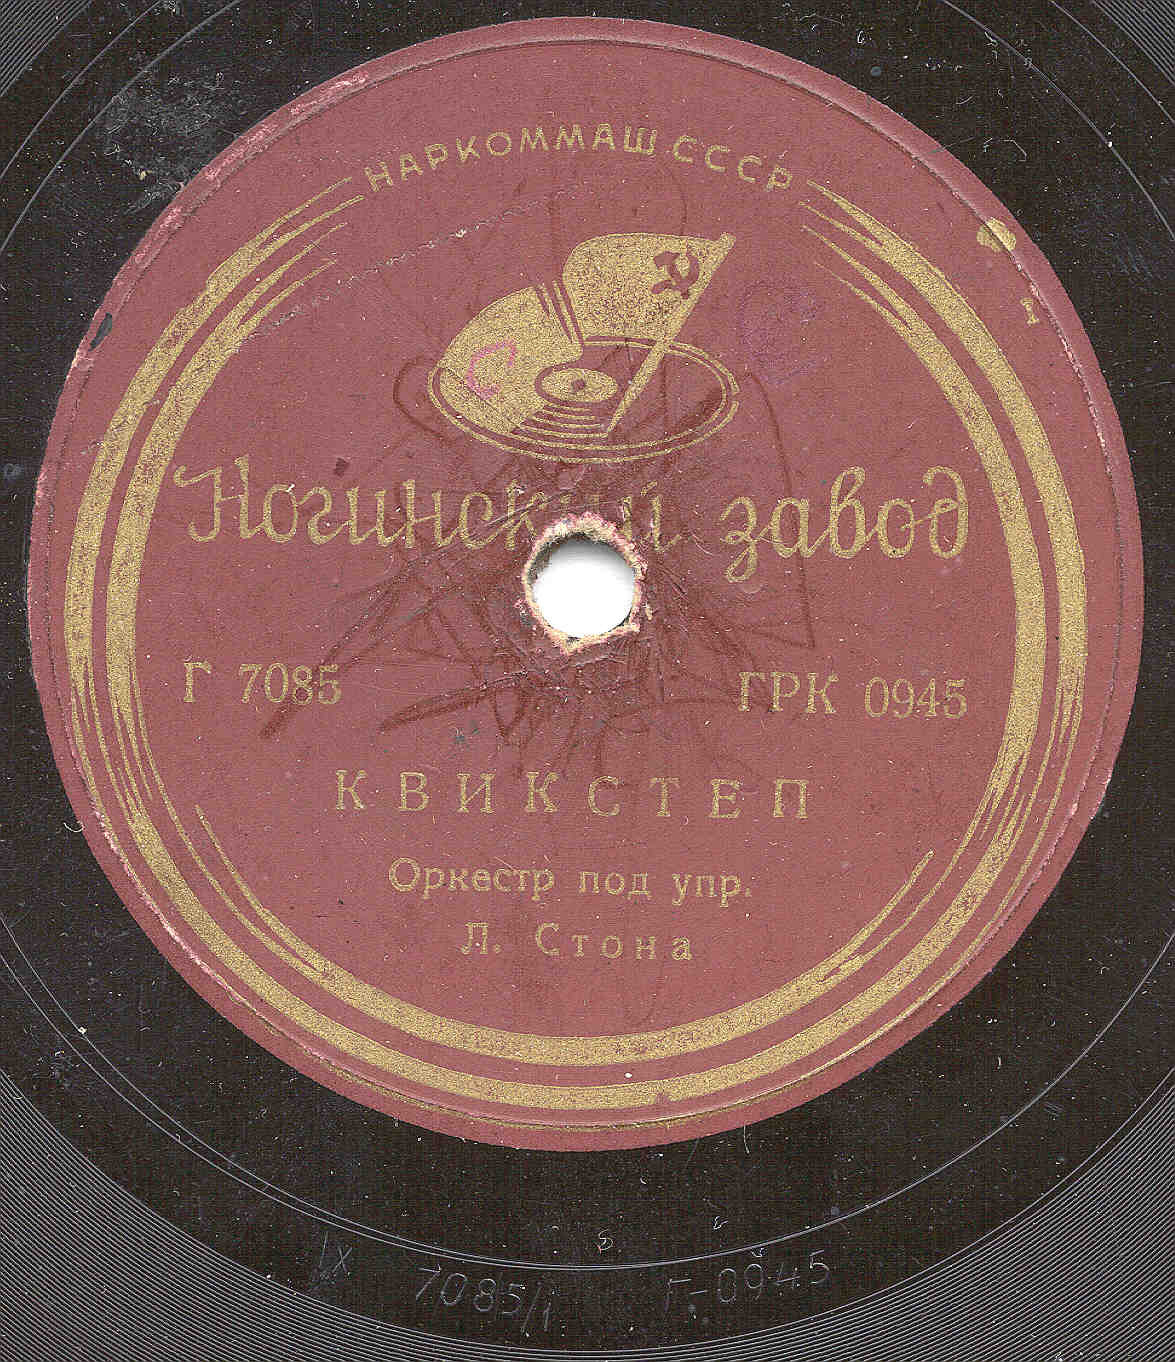 НАРКОММАШ СССР
Ногинский завод
Г 7085
ГРК 0945
КВИКСТЕП
Оркестр под упр.
Л. Стона
7085/1 Г-0945